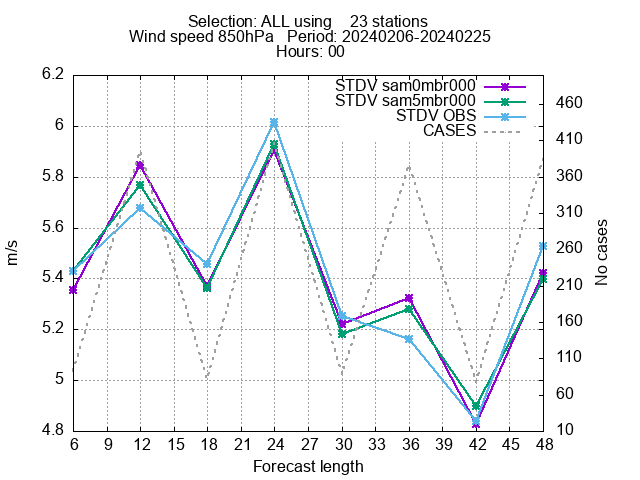 Selection: ALL using 23 stations
Wind speed 850hPa Period: 20240206-20240225
Hours: 00
STDV sam0mbr000
STDV sam5mbr000
STDV OBS
CASES
6.2
6
5.8
5.6
5.4
5.2
5
4.8
m/s
460
410
360
310
260
210
160
110
60
10
No cases
6 9 12 15 18 21 24 27 30 33 36 39 42 45 48
Forecast length